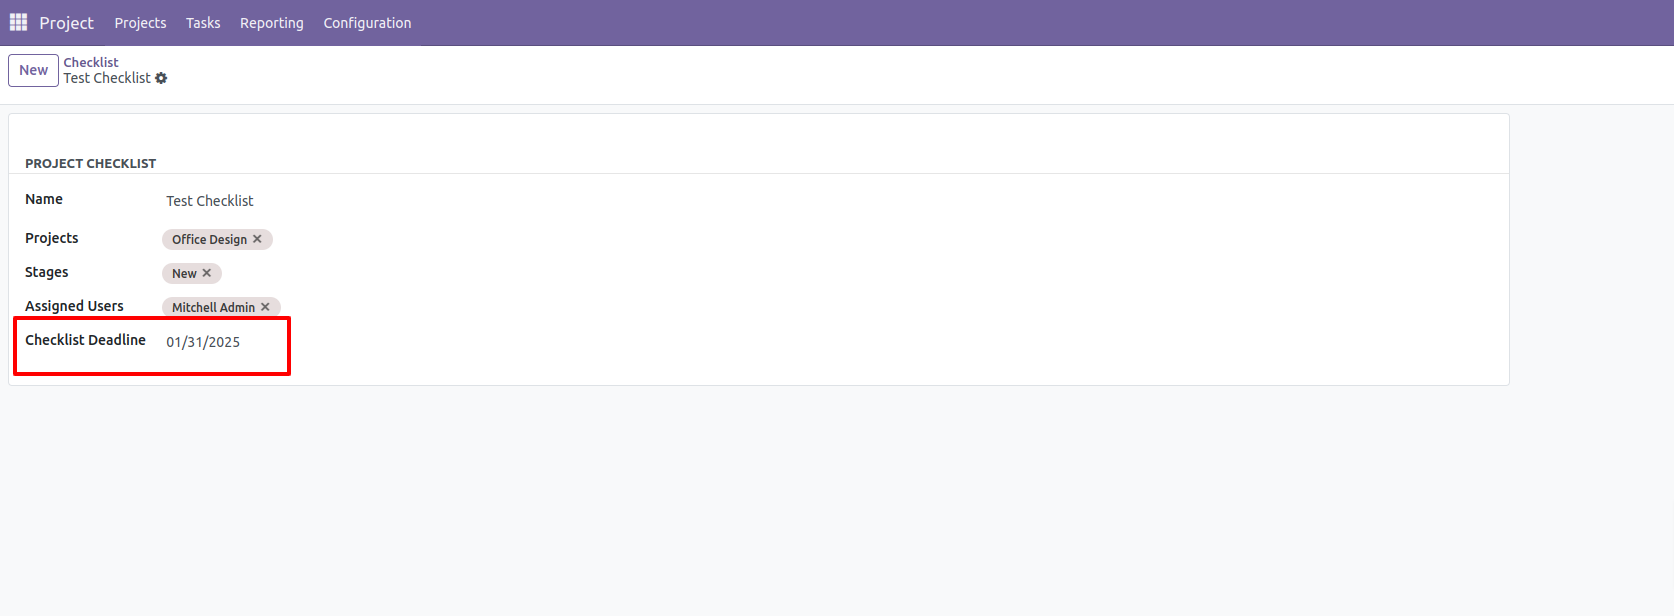 Project Projects Tasks Reporting Configuration
New
Checklist
Test Checklist
PROJECT CHECKLIST
Name Test Checklist
Projects Office Design ✕
Stages New ✕
Assigned Users Mitchell Admin ✕
Checklist Deadline 01/31/2025